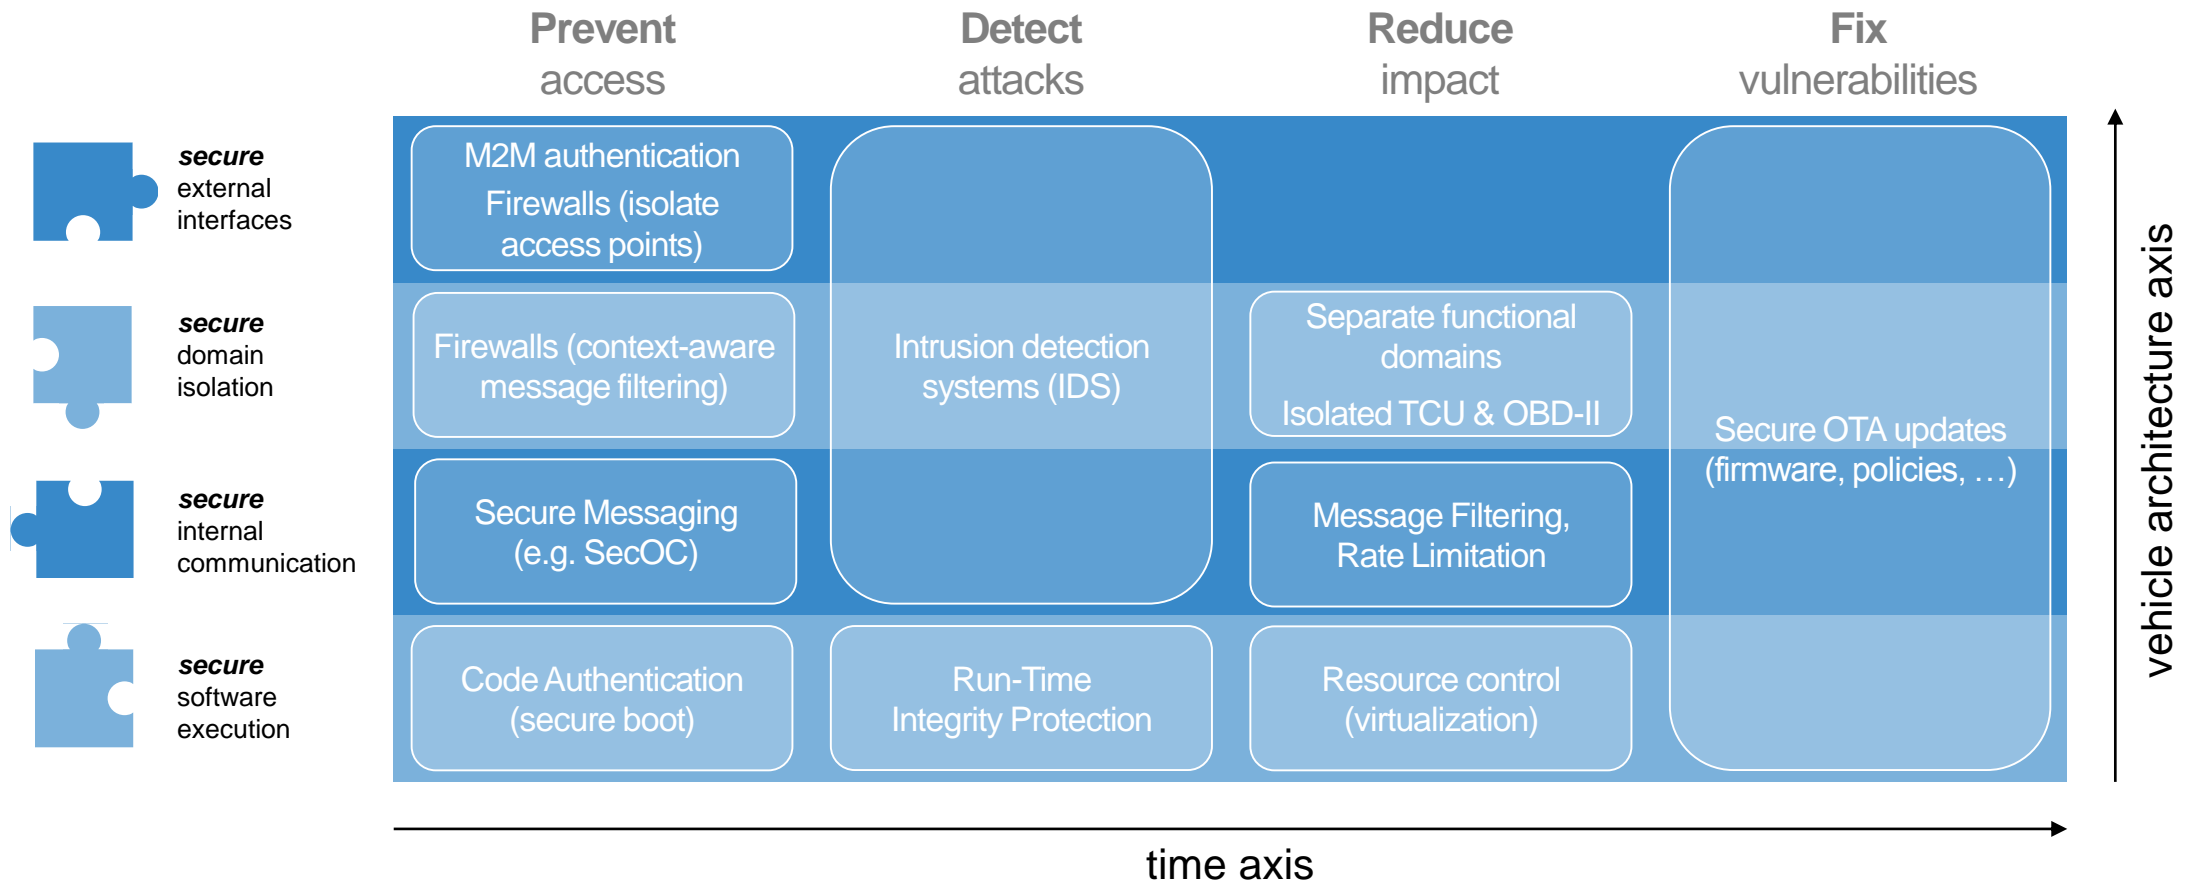 Prevent
access
Detect
attacks
Reduce
impact
Fix
vulnerabilities
secure
external
interfaces
M2M authentication
Firewalls (isolate
access points)
secure
domain
isolation
Firewalls (context-aware
message filtering)
Intrusion detection
systems (IDS)
Separate functional
domains
Isolated TCU & OBD-II
Secure OTA updates
(firmware, policies, …)
secure
internal
communication
Secure Messaging
(e.g. SecOC)
Message Filtering,
Rate Limitation
secure
software
execution
Code Authentication
(secure boot)
Run-Time
Integrity Protection
Resource control
(virtualization)
vehicle architecture axis
time axis